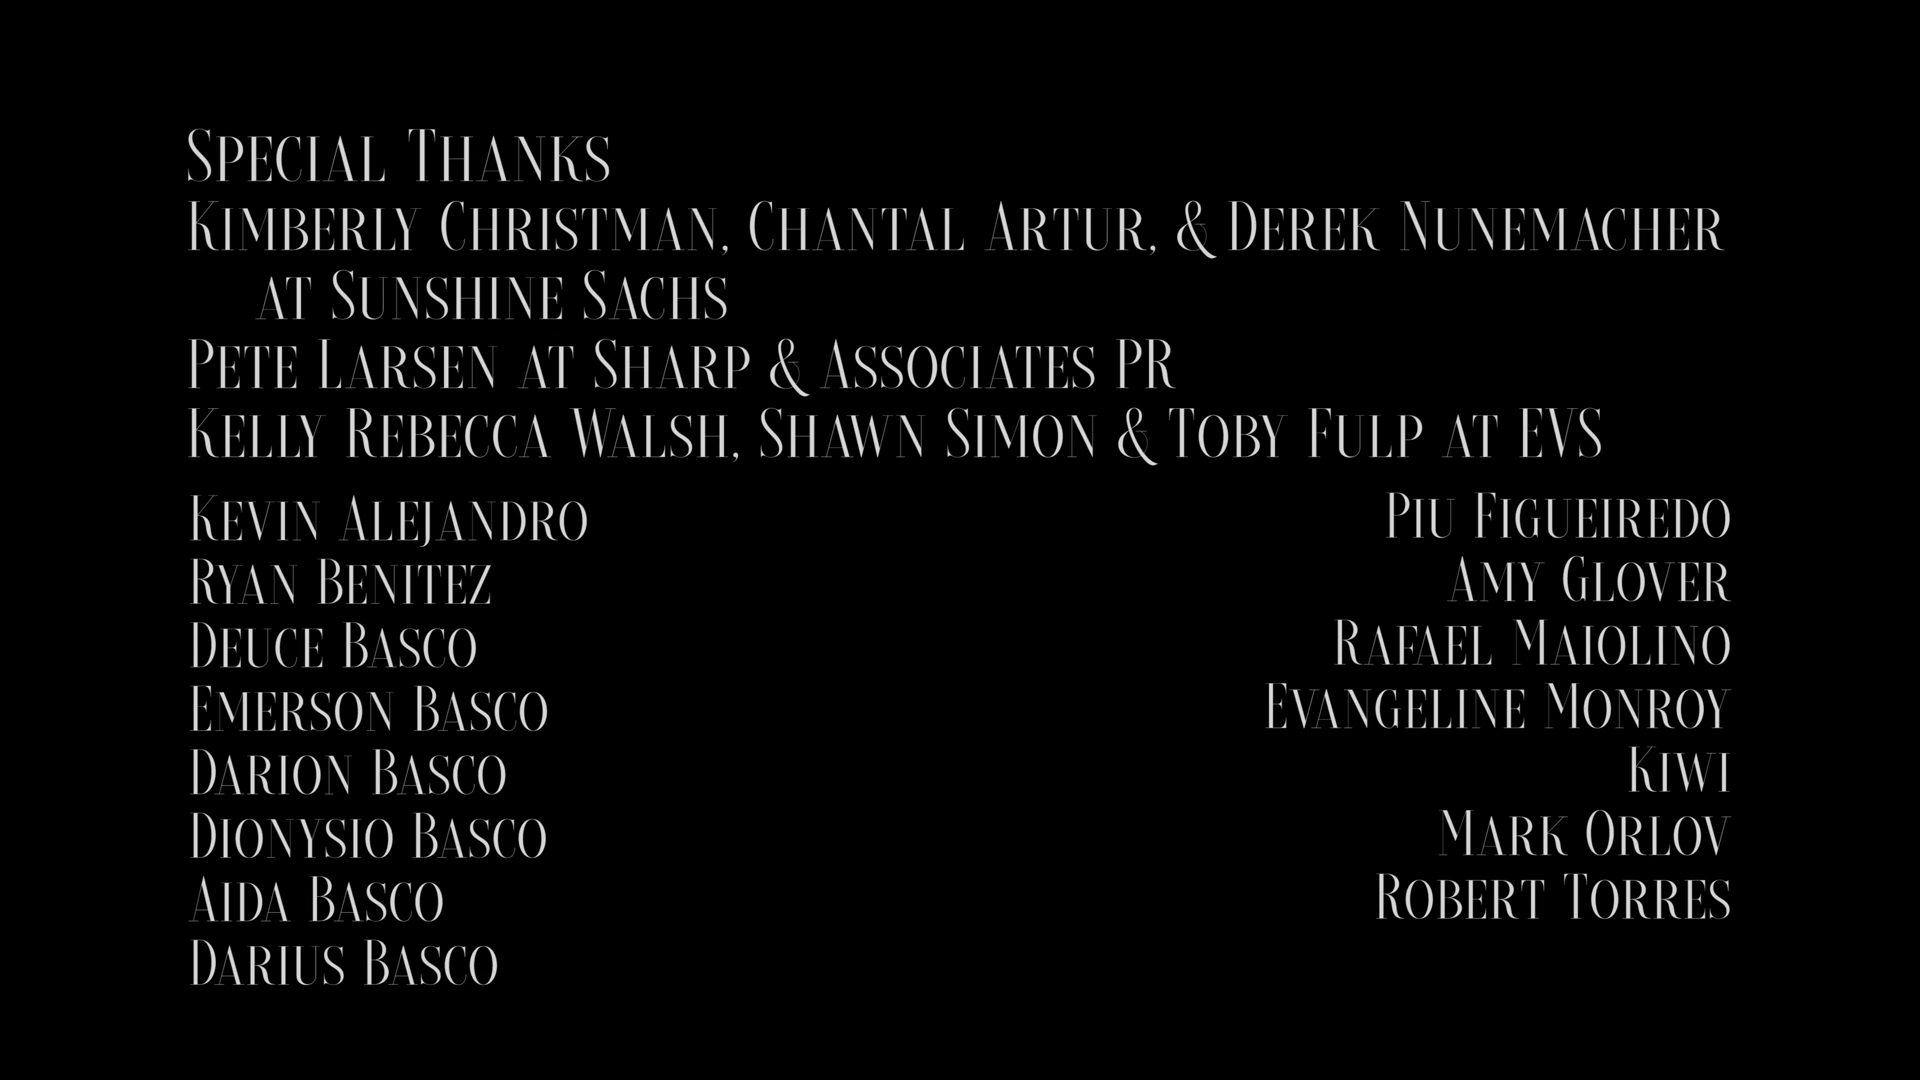 Special Thanks
Kimberly Christman, Chantal Artur, & Derek Nunemacher
at Sunshine Sachs
Pete Larsen at Sharp & Associates PR
Kelly Rebecca Walsh, Shawn Simon & Toby Fulp at EVS
Kevin Alejandro
Ryan Benitez
Deuce Basco
Emerson Basco
Darion Basco
Dionysio Basco
Aida Basco
Darius Basco
Piu Figueiredo
Amy Glover
Rafael Maiolino
Evangeline Monroy
Kiwi
Mark Orlov
Robert Torres